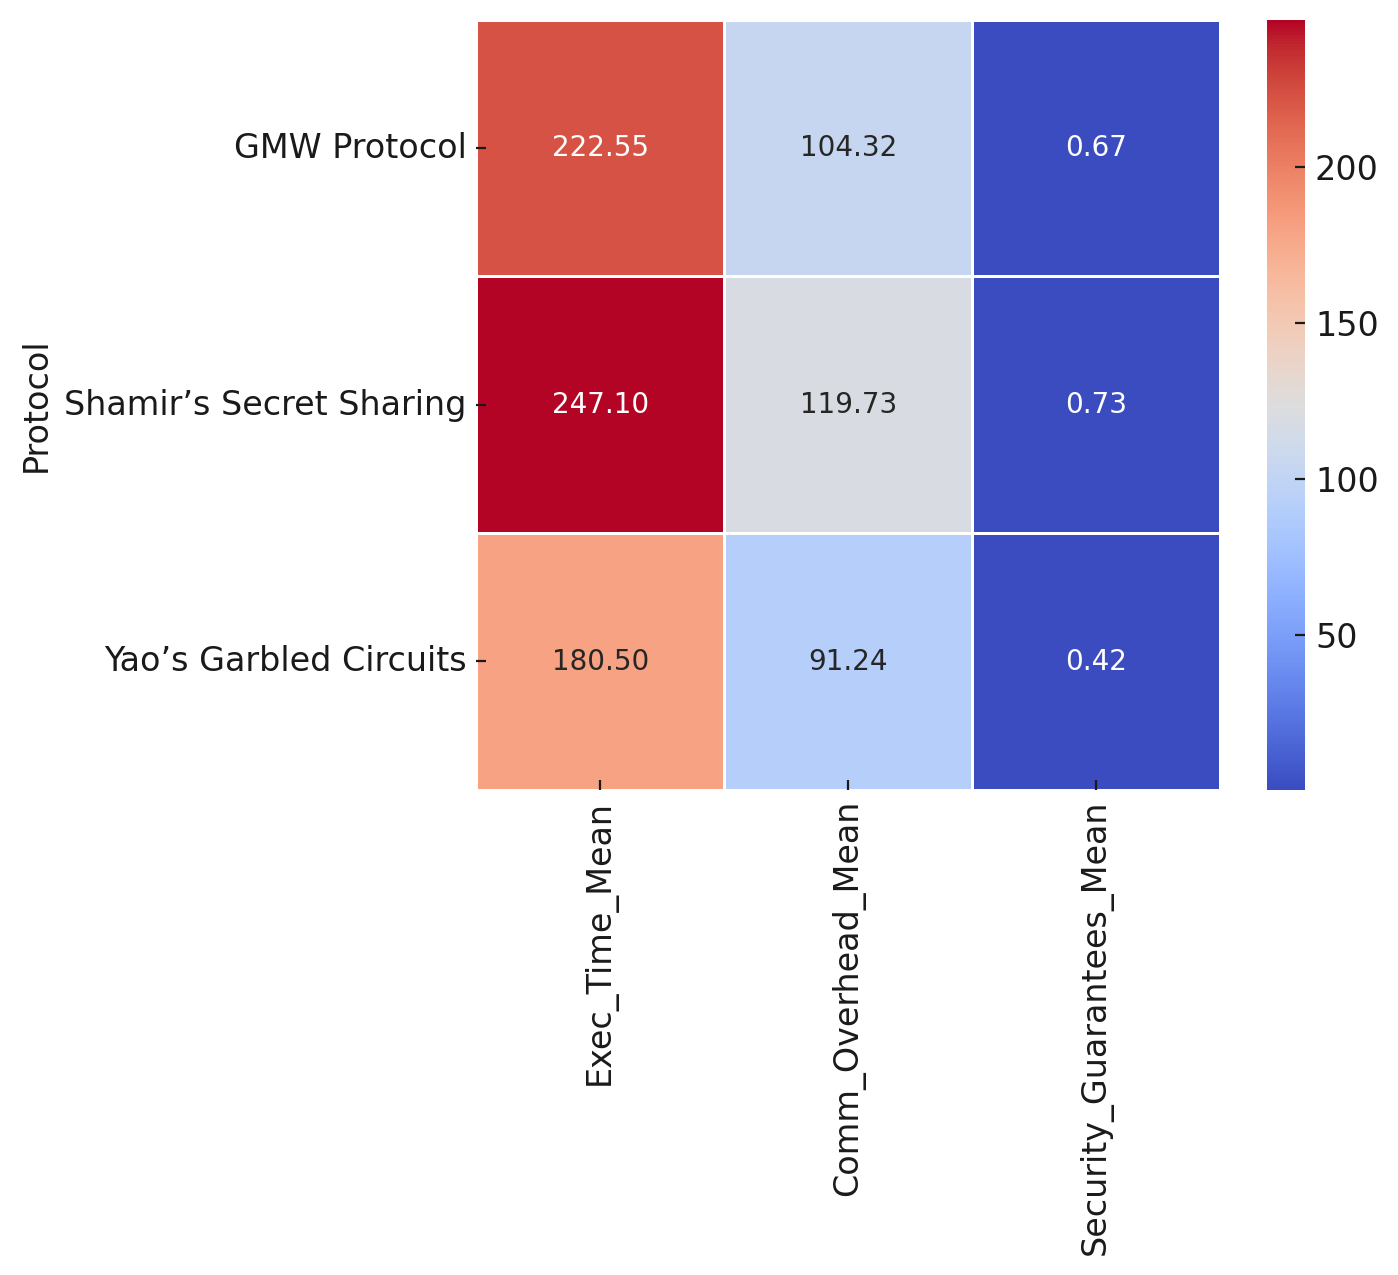 Protocol
GMW Protocol 222.55 104.32 0.67
Shamir’s Secret Sharing 247.10 119.73 0.73
Yao’s Garbled Circuits 180.50 91.24 0.42
Exec_Time_Mean
Comm_Overhead_Mean
Security_Guarantees_Mean
200
150
100
50